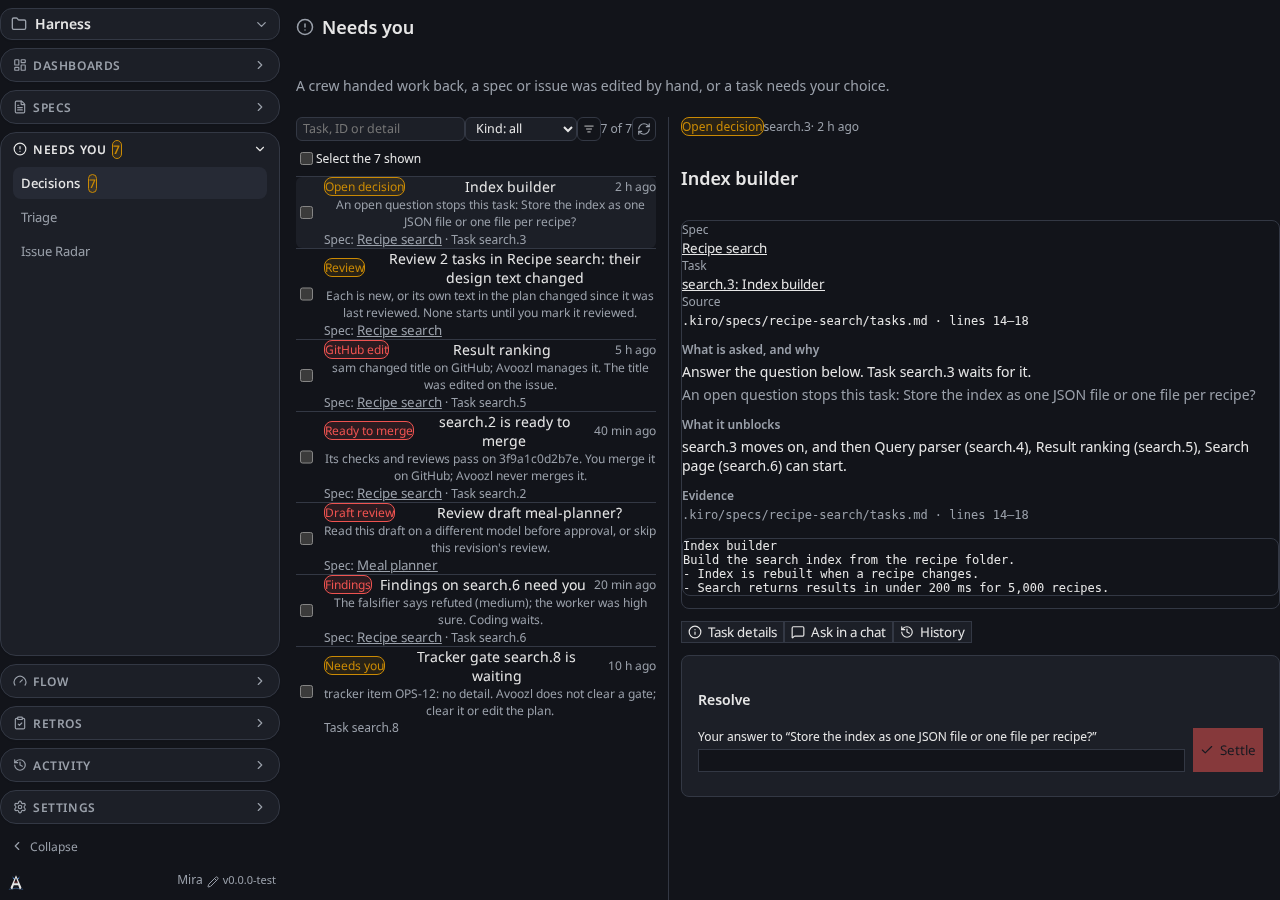 Harness
DASHBOARDS
SPECS
NEEDS YOU 7
Decisions 7
Triage
Issue Radar
FLOW
RETROS
ACTIVITY
SETTINGS
Collapse
A
Mira v0.0.0-test
Needs you
A crew handed work back, a spec or issue was edited by hand, or a task needs your choice.
Task, ID or detail
Kind: all
7 of 7
Select the 7 shown
Open decision Index builder 2 h ago
An open question stops this task: Store the index as one
JSON file or one file per recipe?
Spec: Recipe search · Task search.3
Review Review 2 tasks in Recipe search: their
design text changed
Each is new, or its own text in the plan changed since it was
last reviewed. None starts until you mark it reviewed.
Spec: Recipe search
GitHub edit Result ranking 5 h ago
sam changed title on GitHub; Avoozl manages it. The title
was edited on the issue.
Spec: Recipe search · Task search.5
Ready to merge search.2 is ready to
merge 40 min ago
Its checks and reviews pass on 3f9a1c0d2b7e. You merge it
on GitHub; Avoozl never merges it.
Spec: Recipe search · Task search.2
Draft review Review draft meal-planner?
Read this draft on a different model before approval, or skip
this revision's review.
Spec: Meal planner
Findings Findings on search.6 need you 20 min ago
The falsifier says refuted (medium); the worker was high
sure. Coding waits.
Spec: Recipe search · Task search.6
Needs you Tracker gate search.8 is
waiting 10 h ago
tracker item OPS-12: no detail. Avoozl does not clear a gate;
clear it or edit the plan.
Task search.8
Open decision search.3 · 2 h ago
Index builder
Spec
Recipe search
Task
search.3: Index builder
Source
.kiro/specs/recipe-search/tasks.md · lines 14–18
What is asked, and why
Answer the question below. Task search.3 waits for it.
An open question stops this task: Store the index as one JSON file or one file per recipe?
What it unblocks
search.3 moves on, and then Query parser (search.4), Result ranking (search.5), Search
page (search.6) can start.
Evidence
.kiro/specs/recipe-search/tasks.md · lines 14–18
Index builder
Build the search index from the recipe folder.
- Index is rebuilt when a recipe changes.
- Search returns results in under 200 ms for 5,000 recipes.
Task details
Ask in a chat
History
Resolve
Your answer to “Store the index as one JSON file or one file per recipe?”
Settle